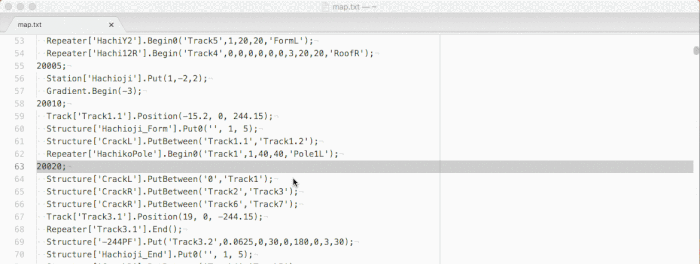 map.txt — ~
map.txt ×
53 Repeater['HachiY2'].Begin0('Track5',1,20,20,'FormL');
54 Repeater['Hachi12R'].Begin('Track4',0,0,0,0,0,0,3,20,20,'RoofR');
55 20005;
56 Station['Hachioji'].Put(1,-2,2);
57 Gradient.Begin(-3);
58 20010;
59 Track['Track1.1'].Position(-15.2, 0, 244.15);
60 Structure['Hachioji_Form'].Put0('', 1, 5);
61 Structure['CrackL'].PutBetween('Track1.1','Track1.2');
62 Repeater['HachikoPole'].Begin0('Track1',1,40,40,'Pole1L');
63 20020;
64 Structure['CrackL'].PutBetween('0','Track1');
65 Structure['CrackR'].PutBetween('Track2','Track3');
66 Structure['CrackR'].PutBetween('Track6','Track7');
67 Track['Track3.1'].Position(19, 0, -244.15);
68 Repeater['Track3.1'].End();
69 Structure['-244PF'].Put('Track3.2',0.0625,0,30,0,180,0,3,30);
70 Structure['Hachioji_End'].Put0('', 1, 5);